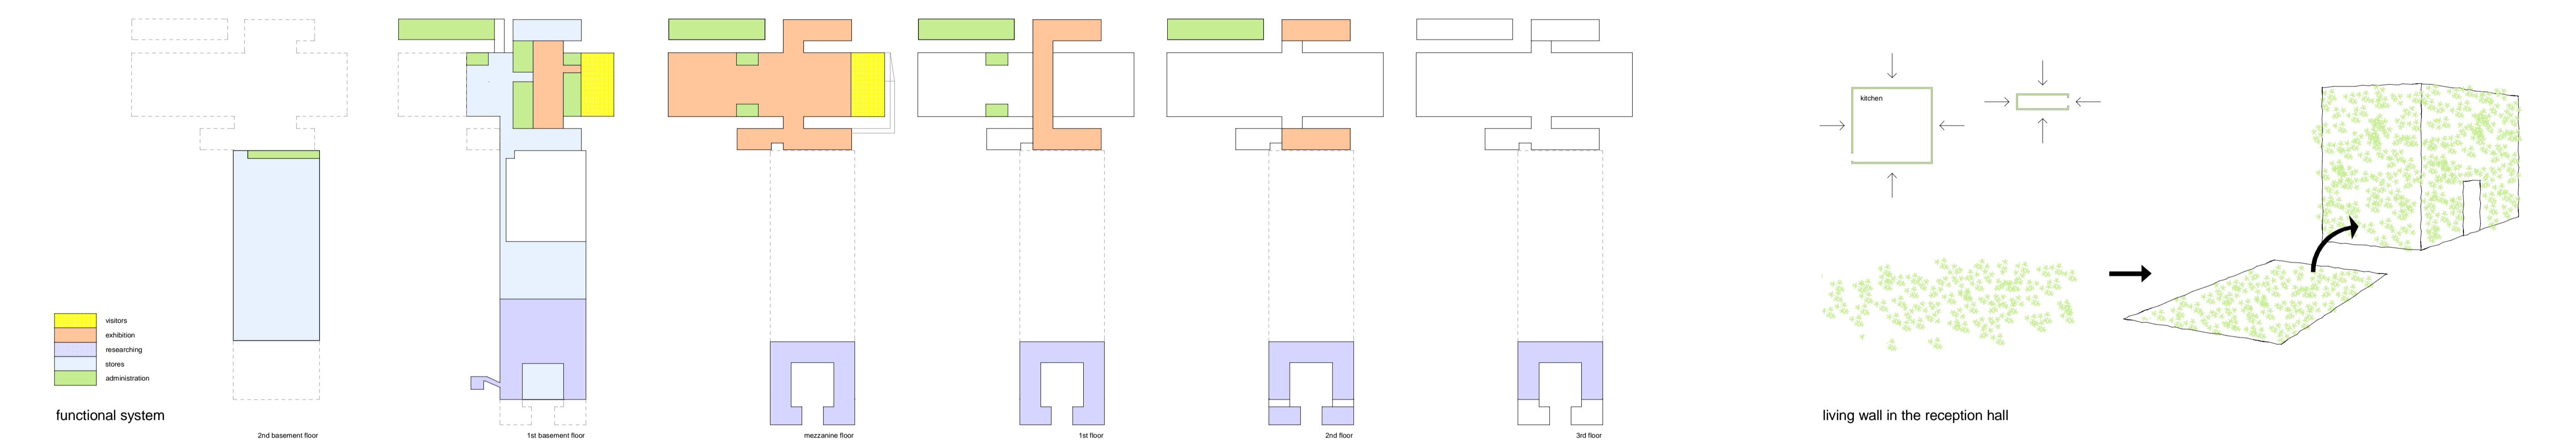 visitors
exhibition
researching
stores
administration
functional system
2nd basement floor
1st basement floor
mezzanine floor
1st floor
2nd floor
3rd floor
kitchen
living wall in the reception hall